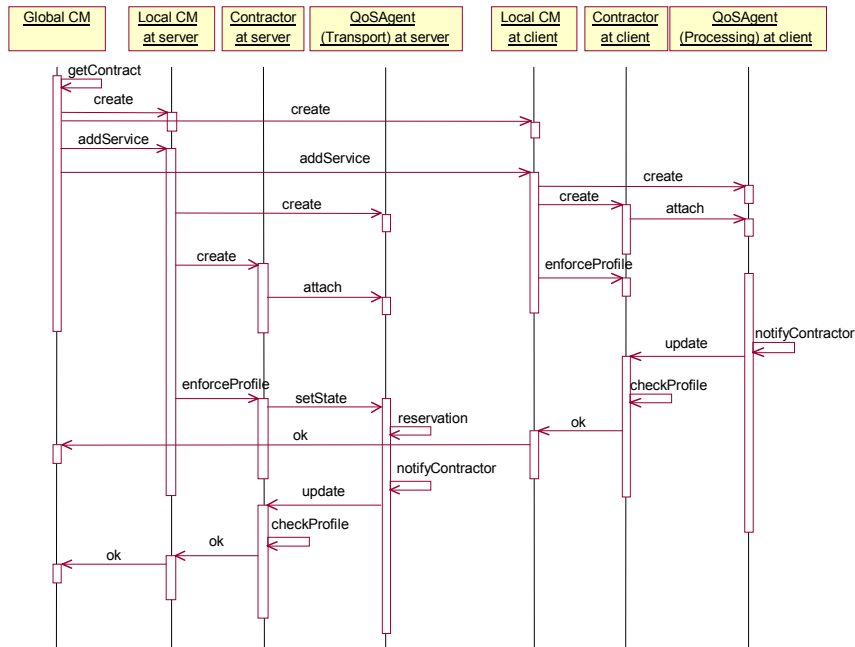 Global CM
Local CM
at server
Contractor
at server
QoSAgent
(Transport) at server
Local CM
at client
Contractor
at client
QoSAgent
(Processing) at client
getContract
create
create
addService
addService
create
create
create
attach
create
enforceProfile
attach
notifyContractor
update
enforceProfile
checkProfile
setState
reservation
ok
ok
notifyContractor
update
checkProfile
ok
ok